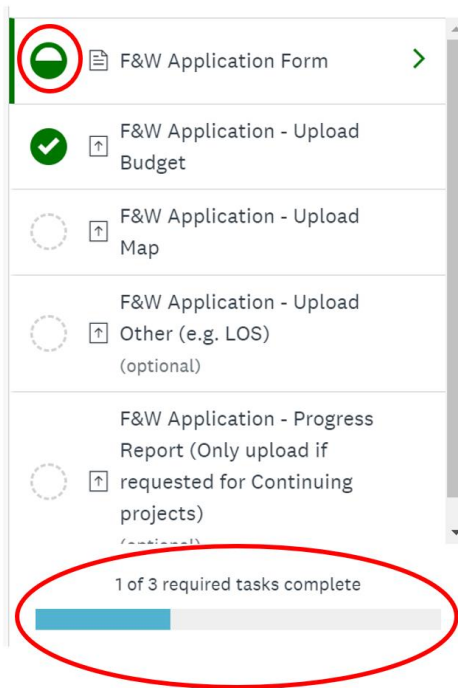 F&W Application Form
F&W Application - Upload
Budget
F&W Application - Upload
Map
F&W Application - Upload
Other (e.g. LOS)
(optional)
F&W Application - Progress
Report (Only upload if
requested for Continuing
projects)
(optional)
1 of 3 required tasks complete